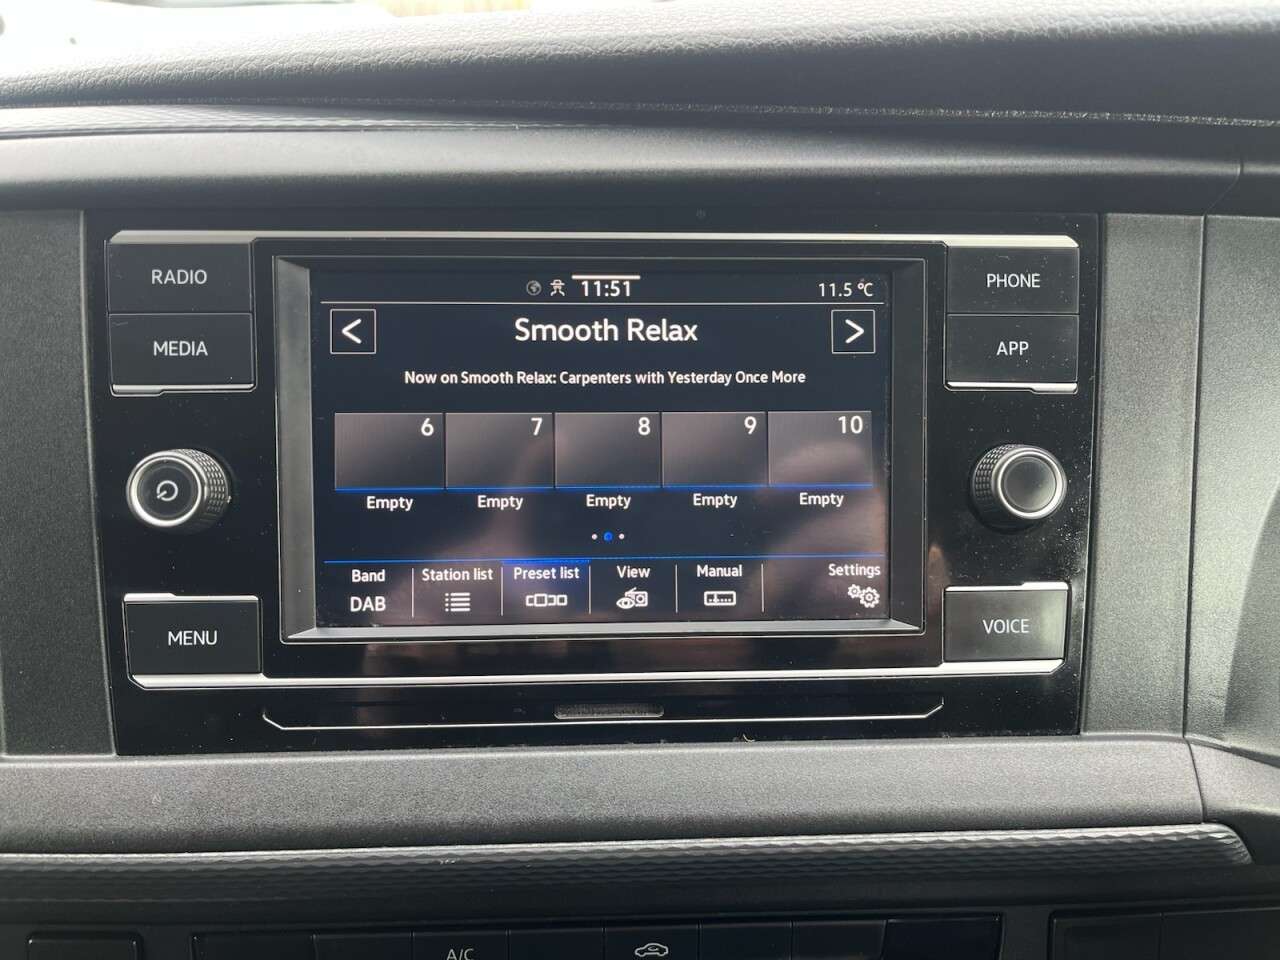 RADIO
MEDIA
MENU
PHONE
APP
VOICE
11:51
11.5 °C
< Smooth Relax >
Now on Smooth Relax: Carpenters with Yesterday Once More
6 7 8 9 10
Empty Empty Empty Empty Empty
Band Station list Preset list View Manual Settings
DAB
A/C